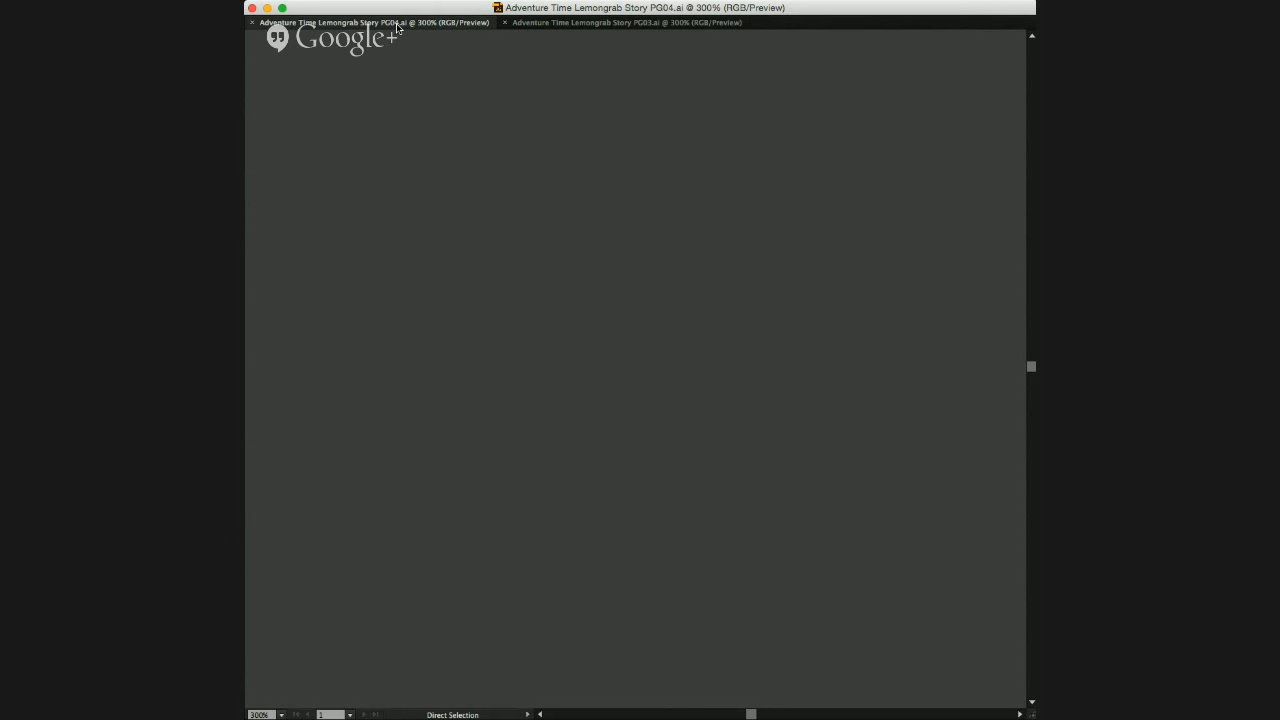 Adventure Time Lemongrab Story PG04.ai @ 300% (RGB/Preview)
× Adventure Time Lemongrab Story PG04.ai @ 300% (RGB/Preview) × Adventure Time Lemongrab Story PG03.ai @ 300% (RGB/Preview)
Google+
300% 1 Direct Selection